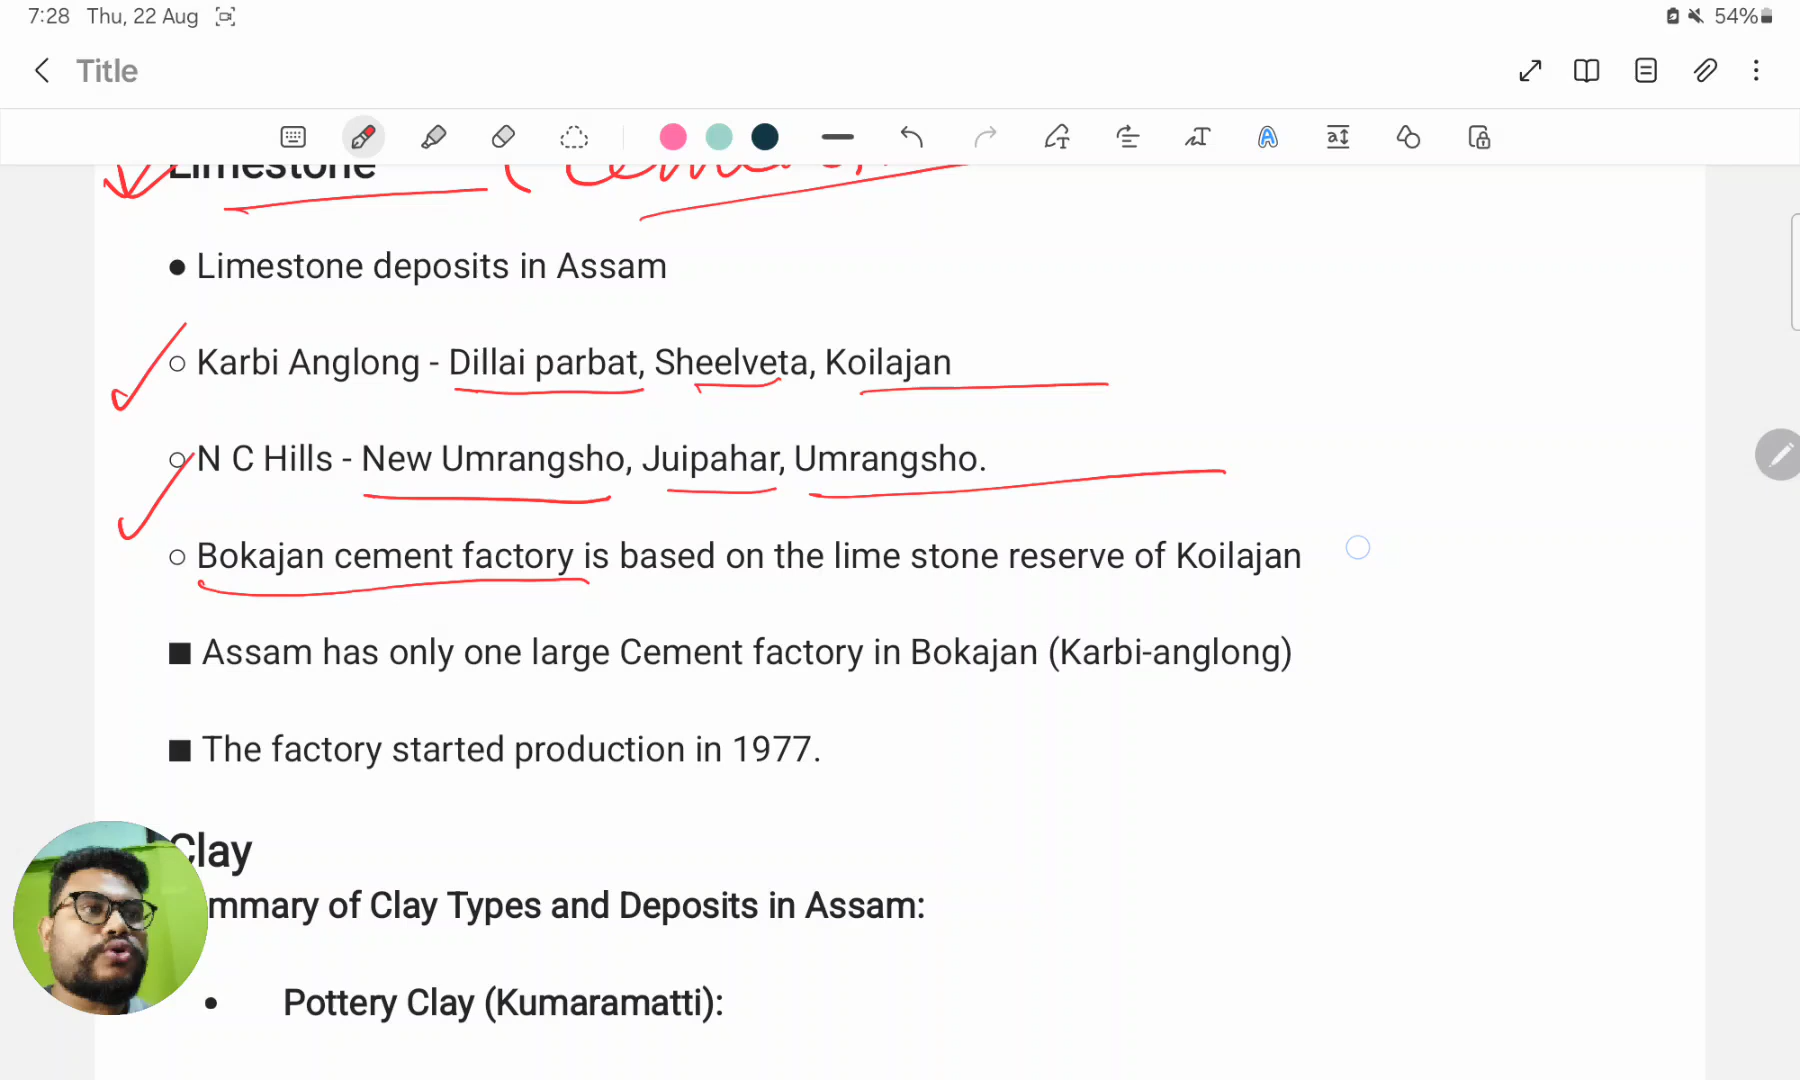 7:28 Thu, 22 Aug 54%
Title
Limestone (Cement
● Limestone deposits in Assam
○ Karbi Anglong - Dillai parbat, Sheelveta, Koilajan
○ N C Hills - New Umrangsho, Juipahar, Umrangsho.
○ Bokajan cement factory is based on the lime stone reserve of Koilajan
■ Assam has only one large Cement factory in Bokajan (Karbi-anglong)
■ The factory started production in 1977.
Clay
mmary of Clay Types and Deposits in Assam:
• Pottery Clay (Kumaramatti):